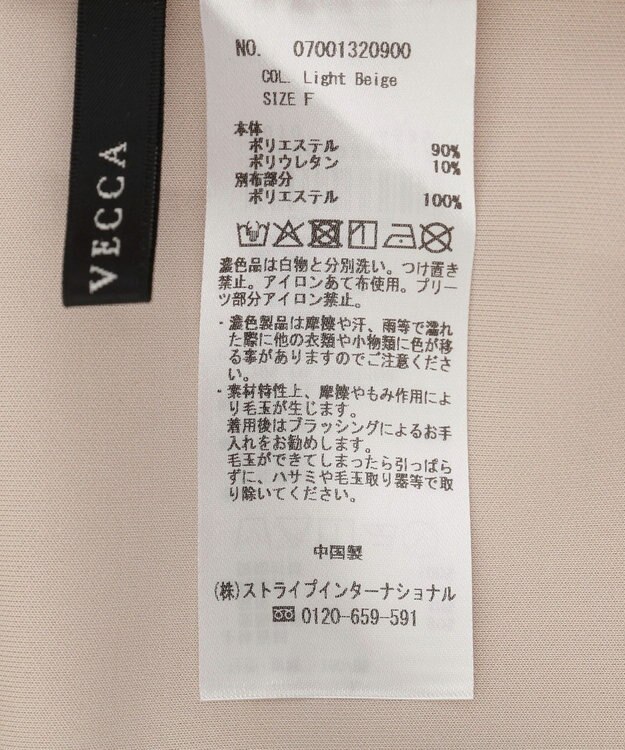 VECCA
NO. 07001320900
COL. Light Beige
SIZE F
本体
ポリエステル 90%
ポリウレタン 10%
別布部分
ポリエステル 100%
濃色品は白物と分別洗い。つけ置き
禁止。アイロンあて布使用。プリー
ツ部分アイロン禁止。
・濃色製品は摩擦や汗、雨等で濡れ
た際に他の衣類や小物類に色が移
る事がありますのでご注意くださ
い。
・素材特性上、摩擦やもみ作用によ
り毛玉が生じます。
着用後はブラッシングによるお手
入れをお勧めします。
毛玉ができてしまったら引っぱら
ずに、ハサミや毛玉取り器等で取
り除いてください。
中国製
(株)ストライプインターナショナル
0120-659-591